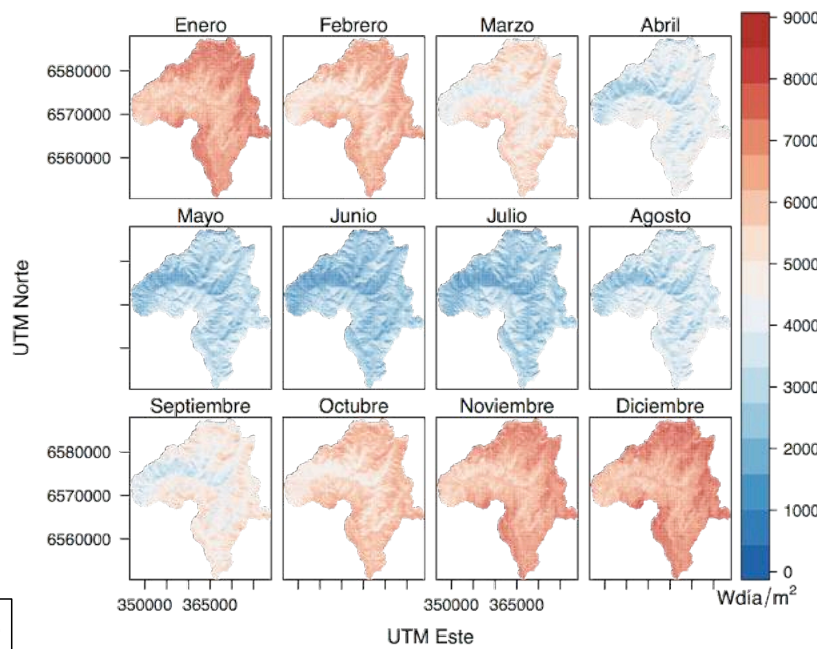 Enero Febrero Marzo Abril
Mayo Junio Julio Agosto
Septiembre Octubre Noviembre Diciembre
6580000
6570000
6560000
6580000
6570000
6560000
UTM Norte
350000 365000 350000 365000
UTM Este
9000
8000
7000
6000
5000
4000
3000
2000
1000
0
Wdía/m²